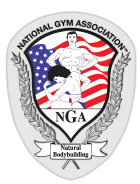 NATIONAL GYM ASSOCIATION™
NGA
Natural
Bodybuilding